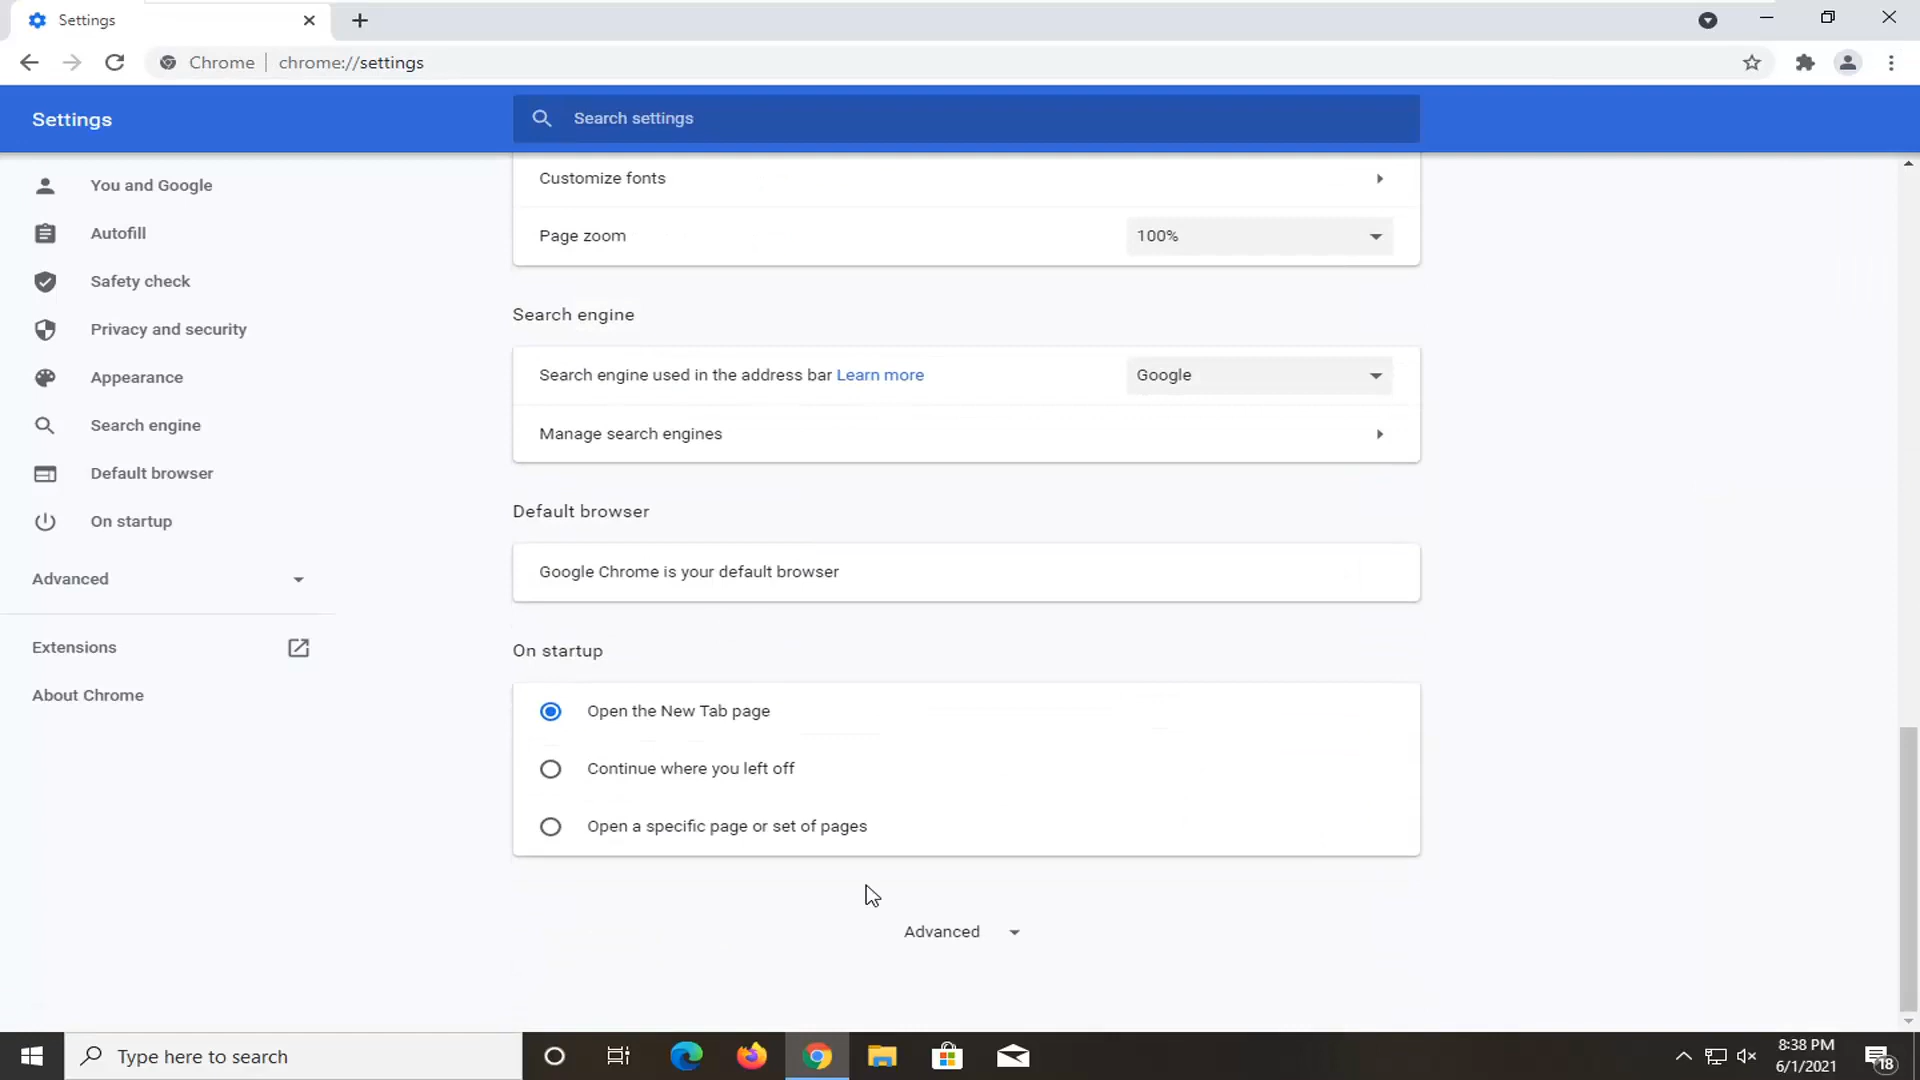 Settings
Chrome
chrome://settings
Settings
Search settings
You and Google
Autofill
Safety check
Privacy and security
Appearance
Search engine
Default browser
On startup
Advanced
Extensions
About Chrome
Customize fonts
Page zoom
100%
Search engine
Search engine used in the address bar Learn more
Google
Manage search engines
Default browser
Google Chrome is your default browser
On startup
Open the New Tab page
Continue where you left off
Open a specific page or set of pages
Advanced
Type here to search
8:38 PM
6/1/2021
18